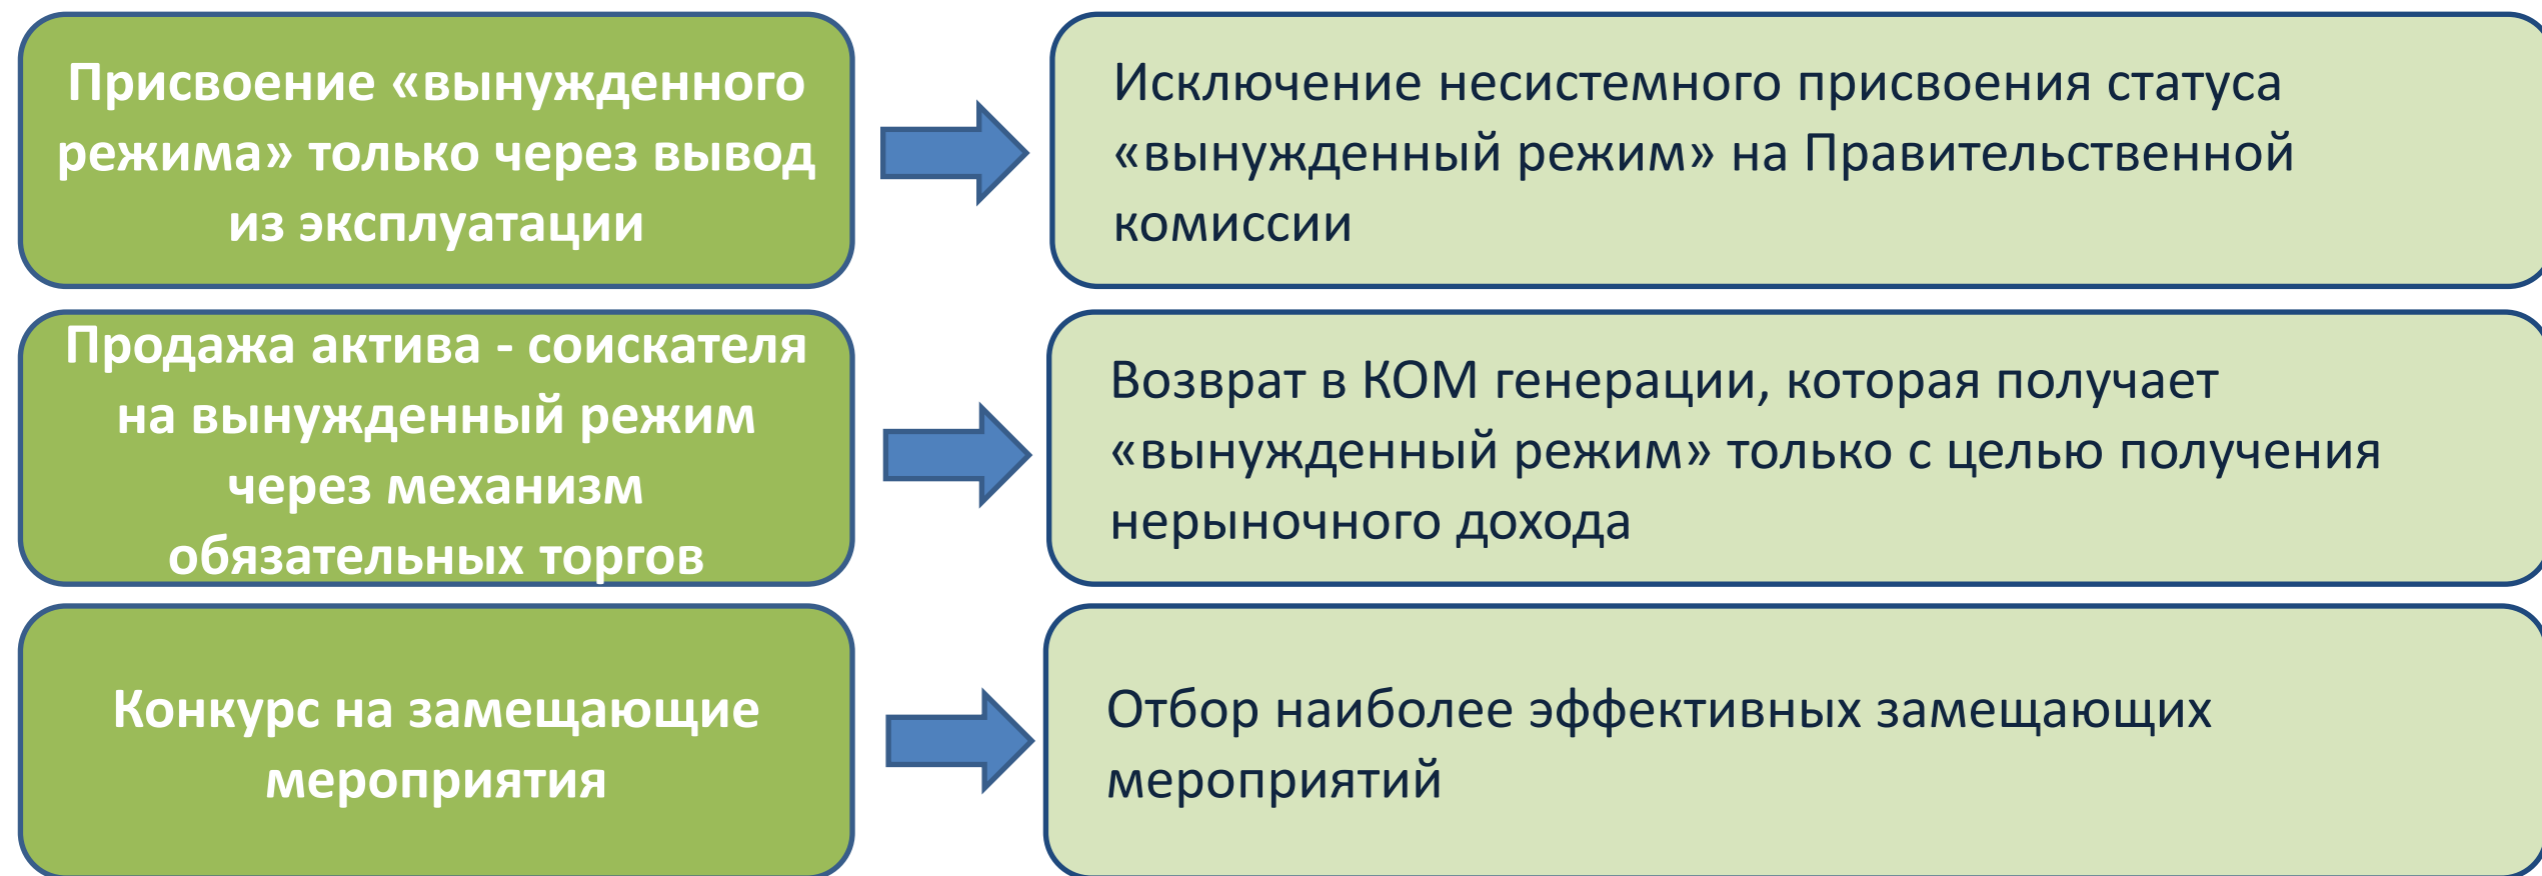 Присвоение «вынужденного
режима» только через вывод
из эксплуатации
Исключение несистемного присвоения статуса
«вынужденный режим» на Правительственной
комиссии
Продажа актива - соискателя
на вынужденный режим
через механизм
обязательных торгов
Возврат в КОМ генерации, которая получает
«вынужденный режим» только с целью получения
нерыночного дохода
Конкурс на замещающие
мероприятия
Отбор наиболее эффективных замещающих
мероприятий